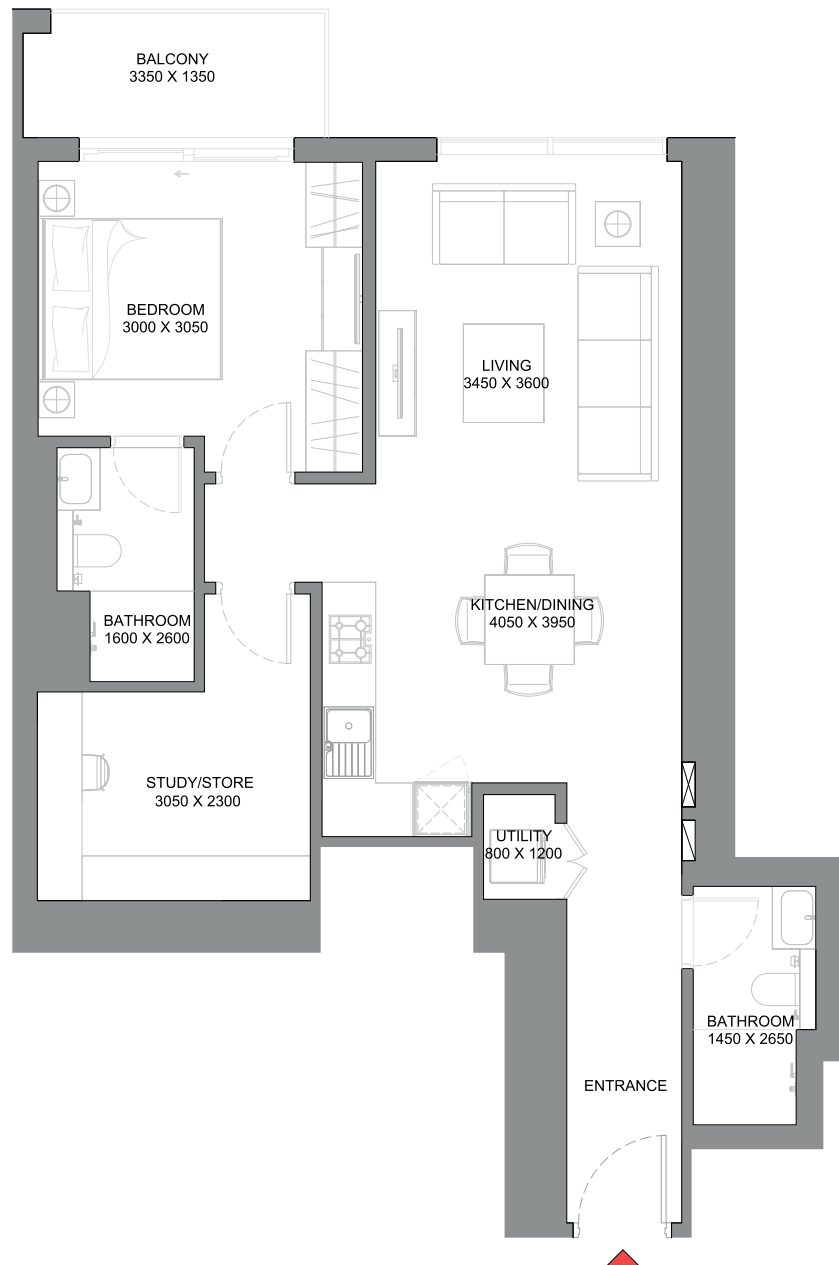 BALCONY
3350 X 1350
BEDROOM
3000 X 3050
LIVING
3450 X 3600
KITCHEN/DINING
4050 X 3950
BATHROOM
1600 X 2600
STUDY/STORE
3050 X 2300
UTILITY
800 X 1200
BATHROOM
1450 X 2650
ENTRANCE